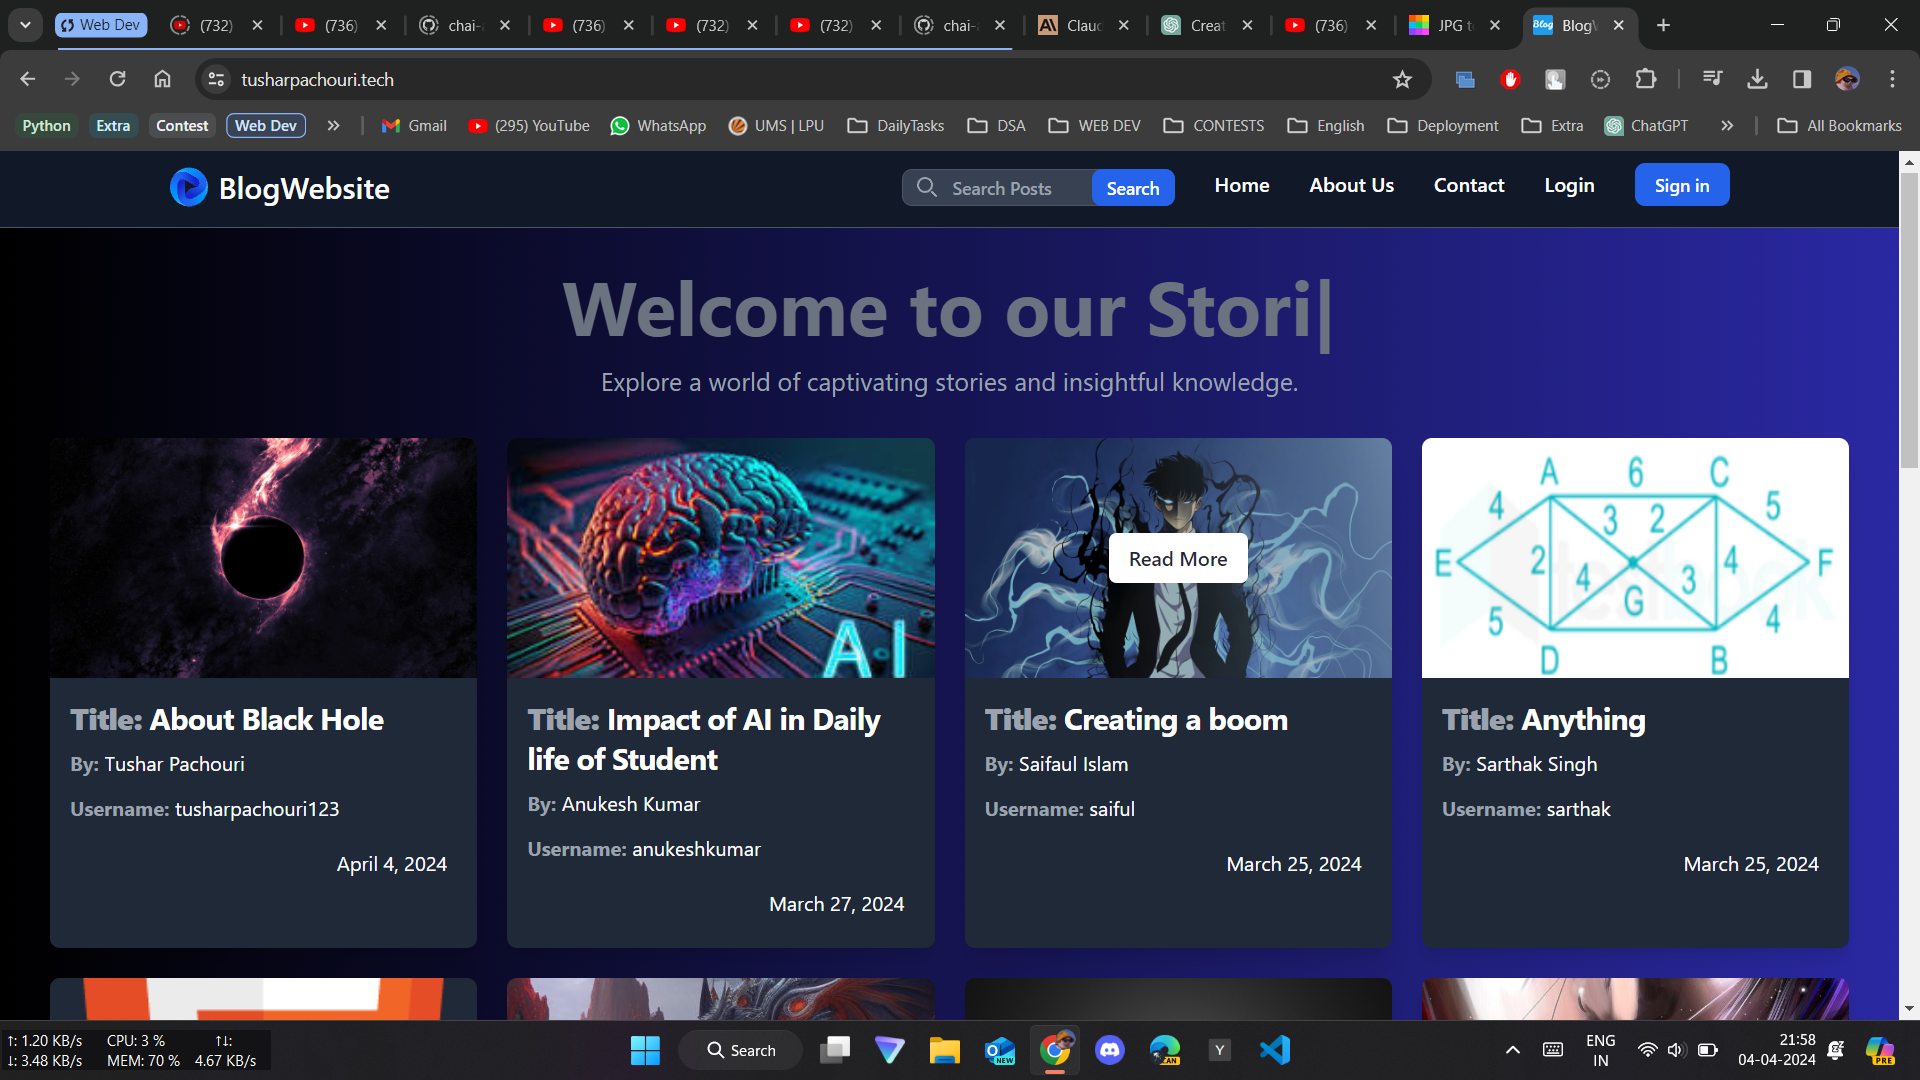 Web Dev
(732)
(736)
chai-
(736)
(732)
(732)
chai-
Claud
Creat
(736)
JPG t
Blog
tusharpachouri.tech
Python
Extra
Contest
Web Dev
»
Gmail
(295) YouTube
WhatsApp
UMS | LPU
DailyTasks
DSA
WEB DEV
CONTESTS
English
Deployment
Extra
ChatGPT
»
All Bookmarks
BlogWebsite
Search Posts
Search
Home
About Us
Contact
Login
Sign in
Welcome to our Stori|
Explore a world of captivating stories and insightful knowledge.
AI
Read More
A 6 C
4 3 2 5
E 2 4 F
4 3
5 G 4
D B
Title: About Black Hole
By: Tushar Pachouri
Username: tusharpachouri123
April 4, 2024
Title: Impact of AI in Daily
life of Student
By: Anukesh Kumar
Username: anukeshkumar
March 27, 2024
Title: Creating a boom
By: Saifaul Islam
Username: saiful
March 25, 2024
Title: Anything
By: Sarthak Singh
Username: sarthak
March 25, 2024
↑: 1.20 KB/s CPU: 3 % ↑↓:
↓: 3.48 KB/s MEM: 70 % 4.67 KB/s
Search
NEW
CAN
Y
ENG
IN
21:58
04-04-2024
PRE